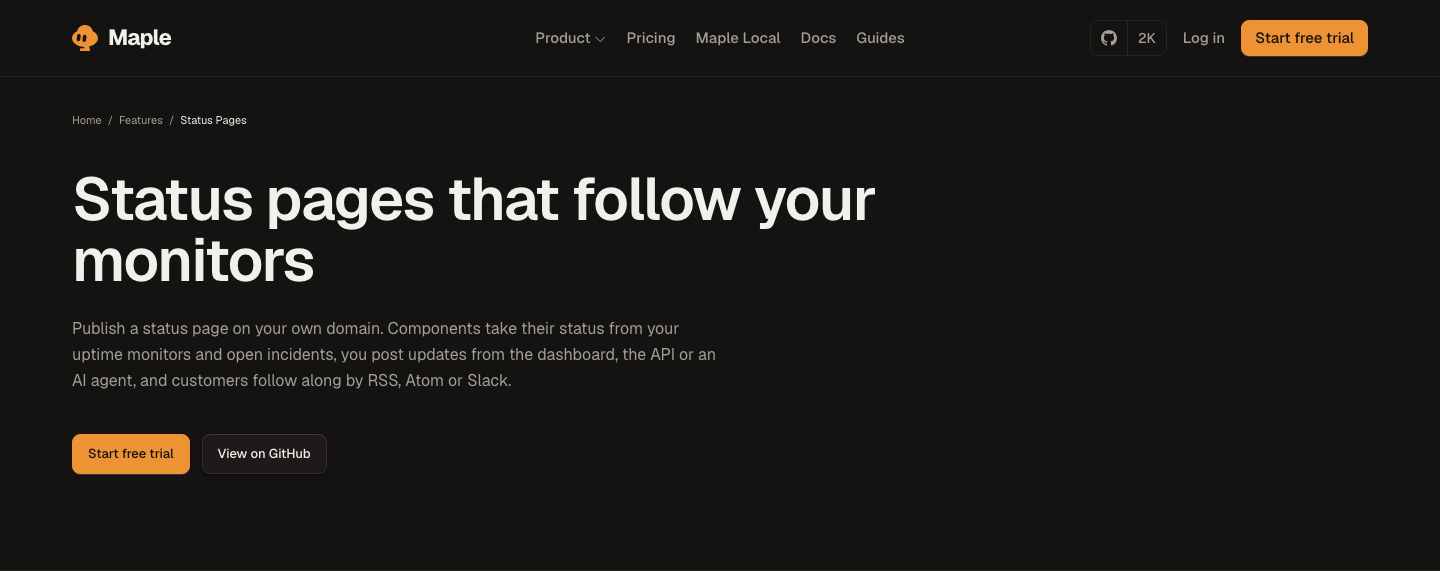 Maple
Product
Pricing
Maple Local
Docs
Guides
2K
Log in
Start free trial
Home / Features / Status Pages
Status pages that follow your
monitors
Publish a status page on your own domain. Components take their status from your
uptime monitors and open incidents, you post updates from the dashboard, the API or an
AI agent, and customers follow along by RSS, Atom or Slack.
Start free trial
View on GitHub